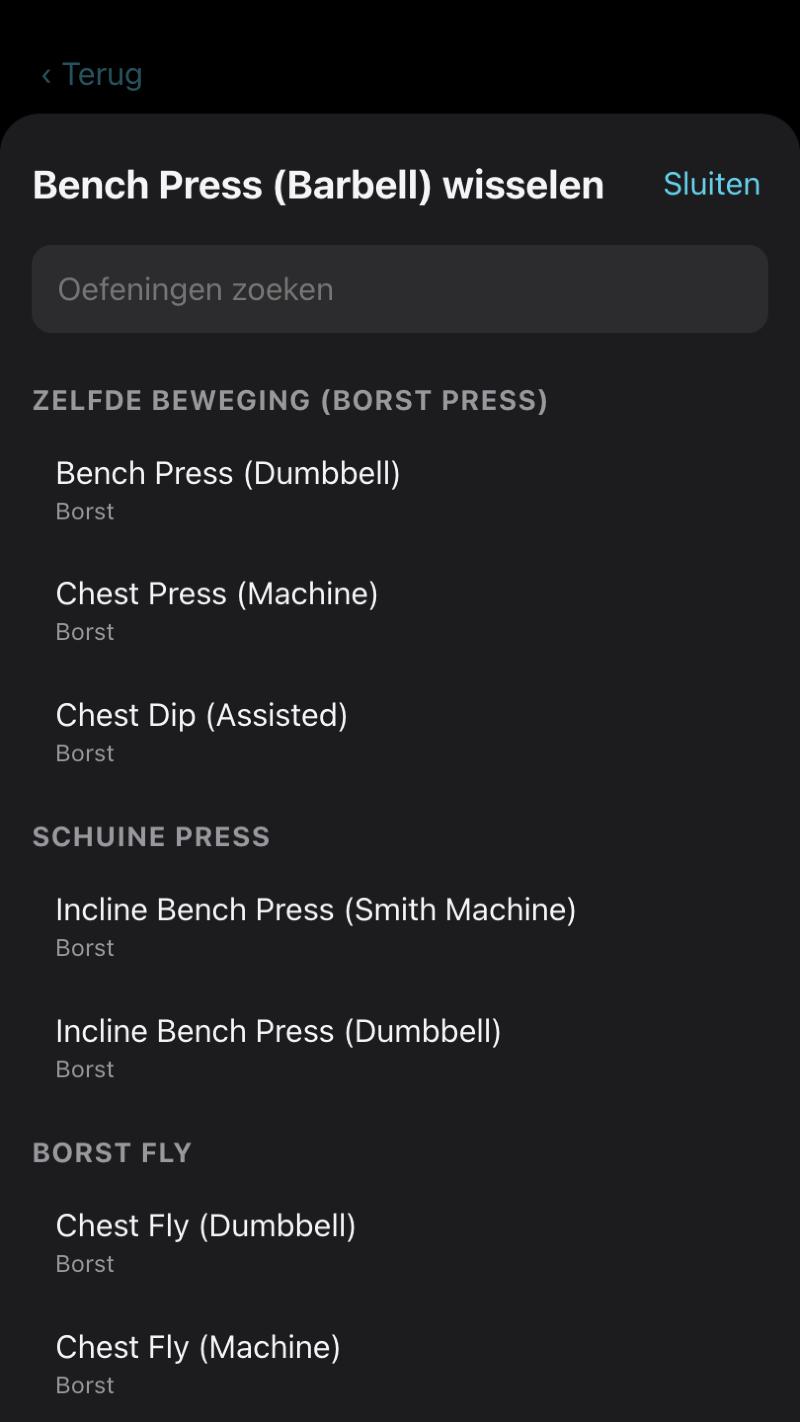 ‹ Terug
Bench Press (Barbell) wisselen
Sluiten
Oefeningen zoeken
ZELFDE BEWEGING (BORST PRESS)
Bench Press (Dumbbell)
Borst
Chest Press (Machine)
Borst
Chest Dip (Assisted)
Borst
SCHUINE PRESS
Incline Bench Press (Smith Machine)
Borst
Incline Bench Press (Dumbbell)
Borst
BORST FLY
Chest Fly (Dumbbell)
Borst
Chest Fly (Machine)
Borst